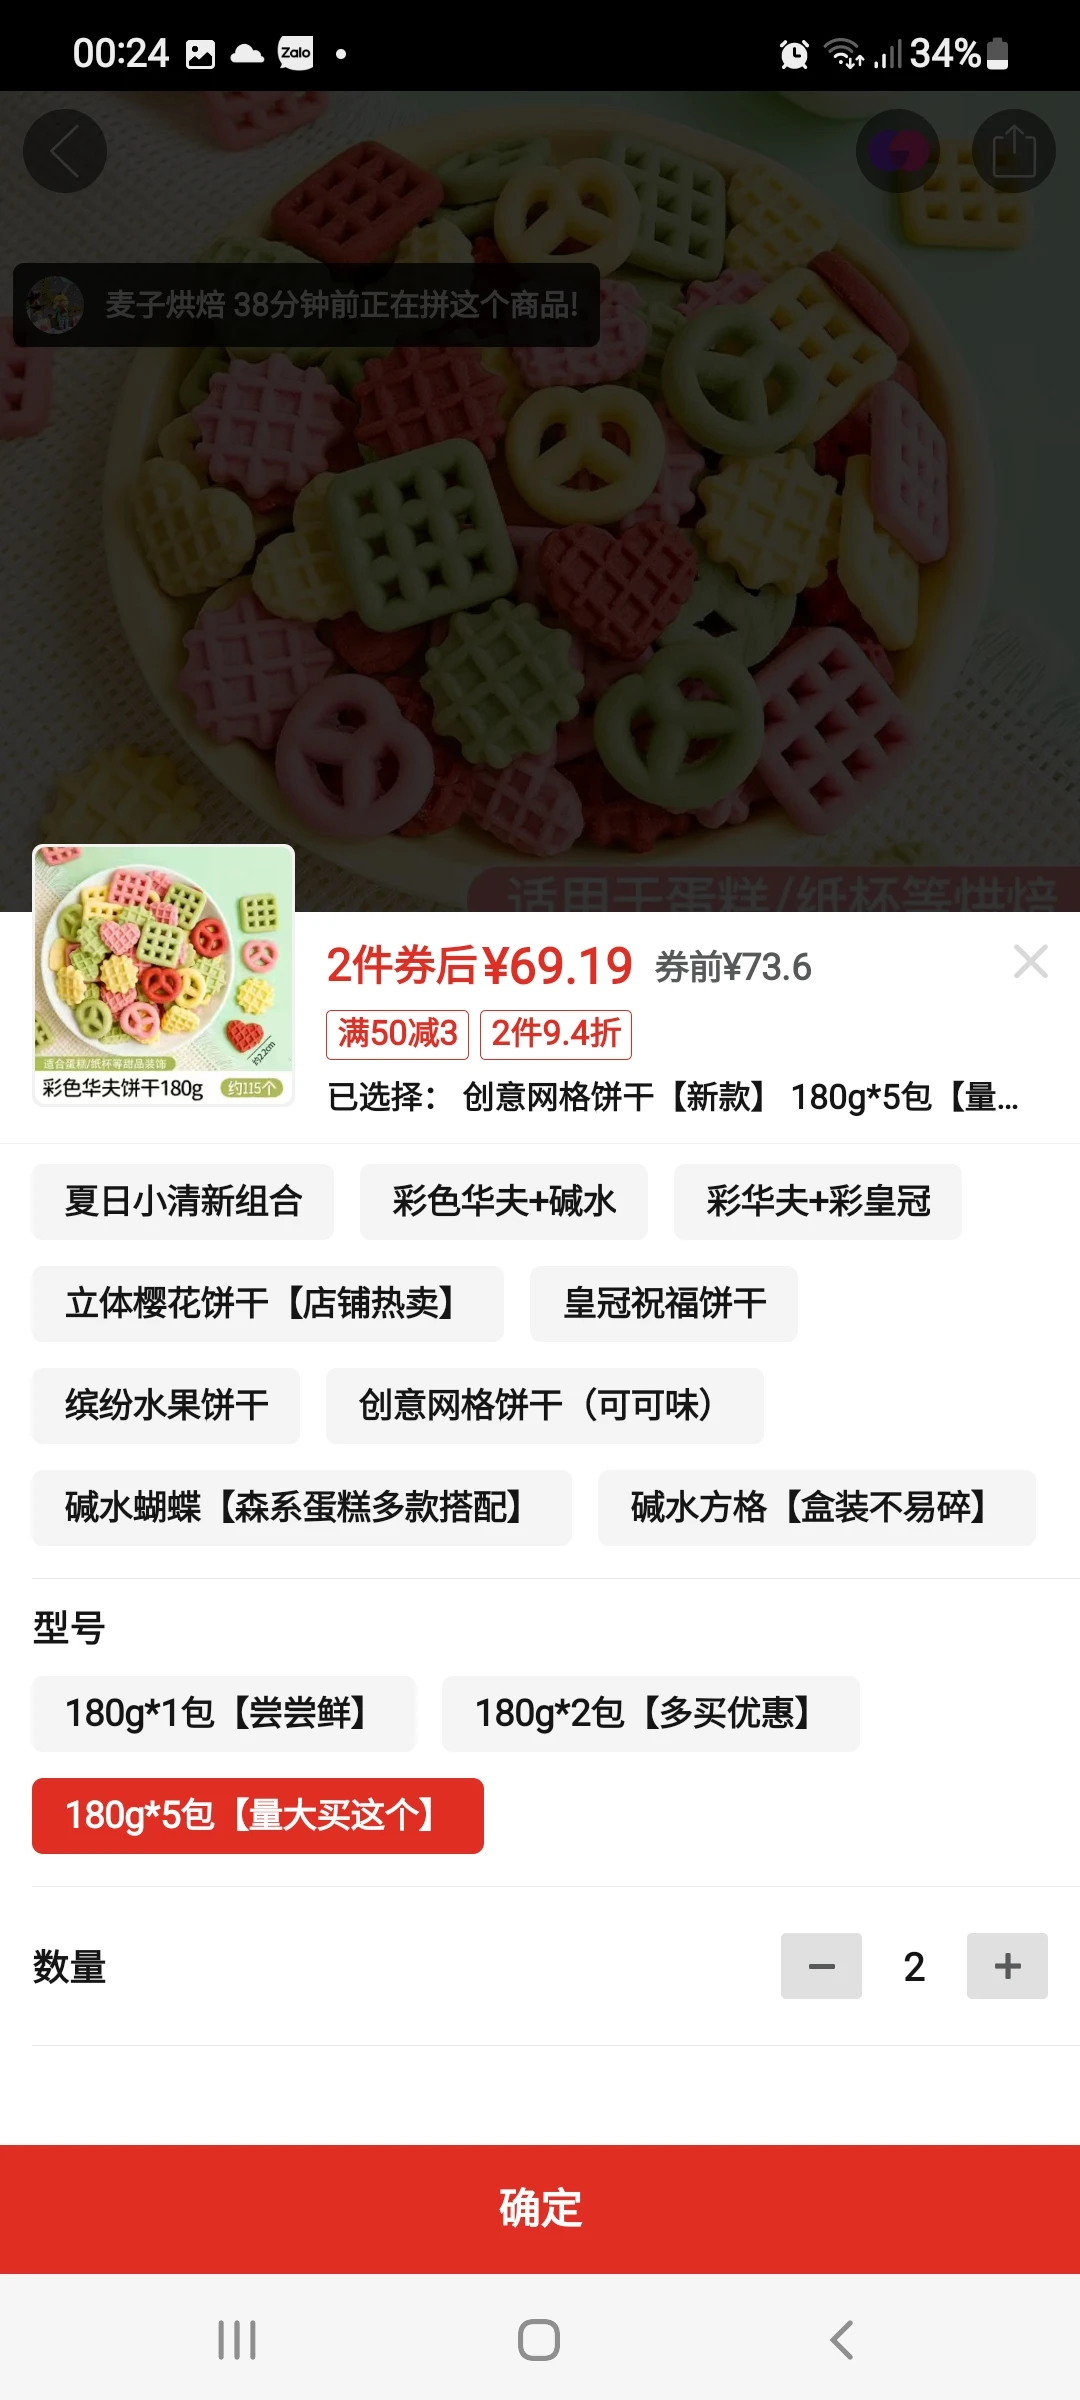 00:24
Zalo
34%
麦子烘焙 38分钟前正在拼这个商品!
适用于蛋糕/纸杯等烘焙
约2.2cm
适合蛋糕/纸杯等甜品装饰
彩色华夫饼干180g 约115个
2件券后¥69.19 券前¥73.6
满50减3 2件9.4折
已选择： 创意网格饼干【新款】 180g*5包【量...
夏日小清新组合 彩色华夫+碱水 彩华夫+彩皇冠
立体樱花饼干【店铺热卖】 皇冠祝福饼干
缤纷水果饼干 创意网格饼干（可可味）
碱水蝴蝶【森系蛋糕多款搭配】 碱水方格【盒装不易碎】
型号
180g*1包【尝尝鲜】 180g*2包【多买优惠】
180g*5包【量大买这个】
数量 2
确定